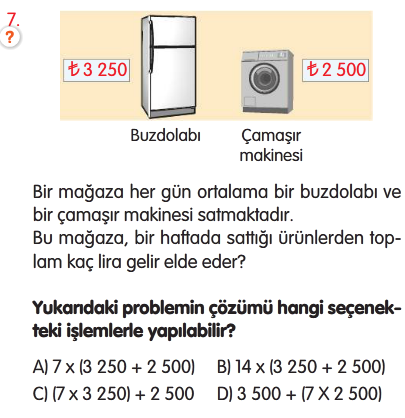 7.
?
₺3 250
₺2 500
Buzdolabı
Çamaşır
makinesi
Bir mağaza her gün ortalama bir buzdolabı ve
bir çamaşır makinesi satmaktadır.
Bu mağaza, bir haftada sattığı ürünlerden top-
lam kaç lira gelir elde eder?
Yukarıdaki problemin çözümü hangi seçenek-
teki işlemlerle yapılabilir?
A) 7 x (3 250 + 2 500) B) 14 x (3 250 + 2 500)
C) (7 x 3 250) + 2 500 D) 3 500 + (7 X 2 500)